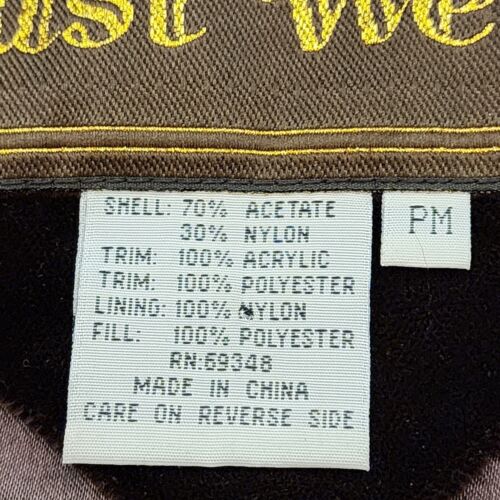 PM
SHELL: 70% ACETATE
30% NYLON
TRIM: 100% ACRYLIC
TRIM: 100% POLYESTER
LINING: 100% NYLON
FILL: 100% POLYESTER
RN:69348
MADE IN CHINA
CARE ON REVERSE SIDE